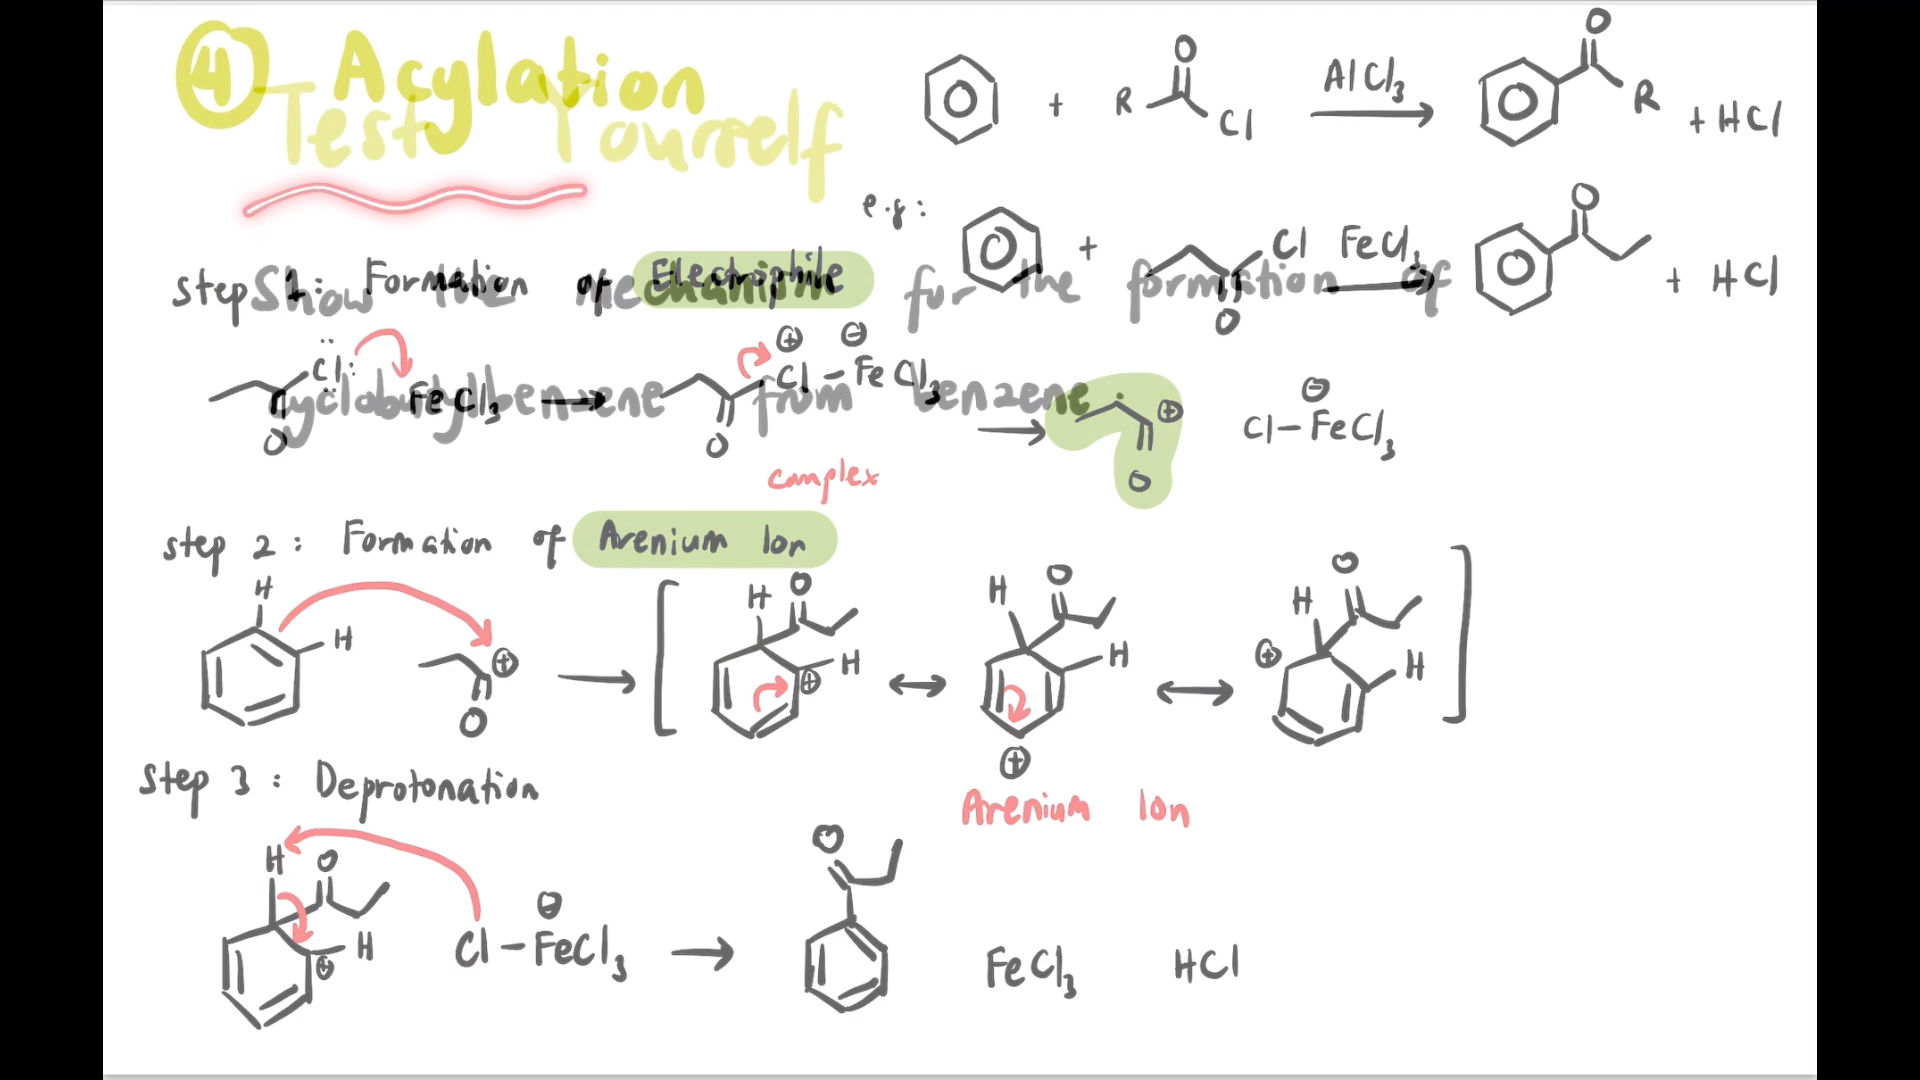 ④ Acylation
Test Yourself
+ R O Cl AlCl3 O R + HCl
e.g: + Cl O FeCl3 O + HCl
step 1: Formation of Electrophile
Show the mechanism for the formation of
Cl: O FeCl3 O ⊕ Cl - ⊖ FeCl3 ⊕ O Cl - ⊖ FeCl3
cyclobutylbenzene from benzene
complex
step 2: Formation of Arenium Ion
H H ⊕ O [ H O H ⊕ H O H ⊕ H O H ⊕ ]
Arenium Ion
step 3: Deprotonation
H O H ⊕ Cl - ⊖ FeCl3 O FeCl3 HCl